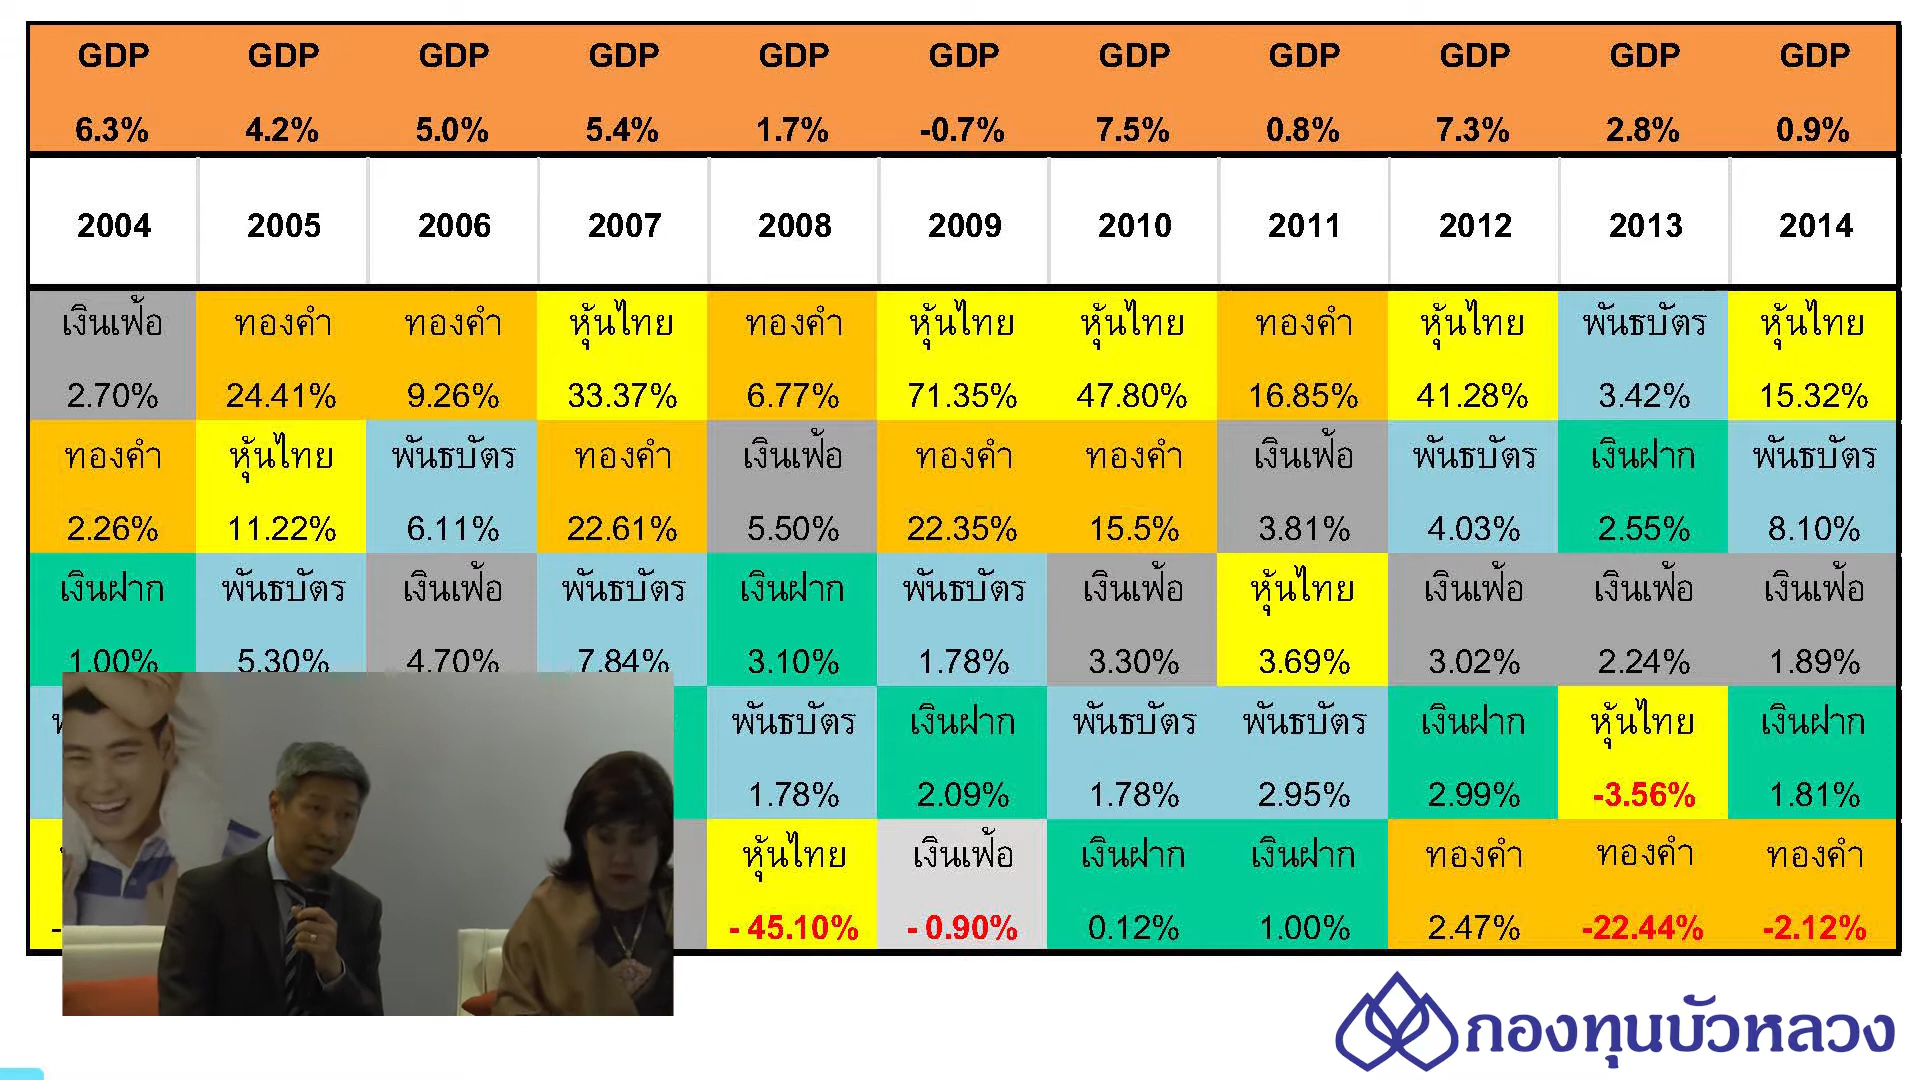 GDP GDP GDP GDP GDP GDP GDP GDP GDP GDP GDP
6.3% 4.2% 5.0% 5.4% 1.7% -0.7% 7.5% 0.8% 7.3% 2.8% 0.9%
2004 2005 2006 2007 2008 2009 2010 2011 2012 2013 2014
เงินเฟ้อ ทองคำ ทองคำ หุ้นไทย ทองคำ หุ้นไทย หุ้นไทย ทองคำ หุ้นไทย พันธบัตร หุ้นไทย
2.70% 24.41% 9.26% 33.37% 6.77% 71.35% 47.80% 16.85% 41.28% 3.42% 15.32%
ทองคำ หุ้นไทย พันธบัตร ทองคำ เงินเฟ้อ ทองคำ ทองคำ เงินเฟ้อ พันธบัตร เงินฝาก พันธบัตร
2.26% 11.22% 6.11% 22.61% 5.50% 22.35% 15.5% 3.81% 4.03% 2.55% 8.10%
เงินฝาก พันธบัตร เงินเฟ้อ พันธบัตร เงินฝาก พันธบัตร เงินเฟ้อ หุ้นไทย เงินเฟ้อ เงินเฟ้อ เงินเฟ้อ
1.00% 5.30% 4.70% 7.84% 3.10% 1.78% 3.30% 3.69% 3.02% 2.24% 1.89%
พันธบัตร เงินฝาก พันธบัตร พันธบัตร เงินฝาก หุ้นไทย เงินฝาก
1.78% 2.09% 1.78% 2.95% 2.99% -3.56% 1.81%
หุ้นไทย เงินเฟ้อ เงินฝาก เงินฝาก ทองคำ ทองคำ ทองคำ
- 45.10% - 0.90% 0.12% 1.00% 2.47% -22.44% -2.12%
กองทุนบัวหลวง